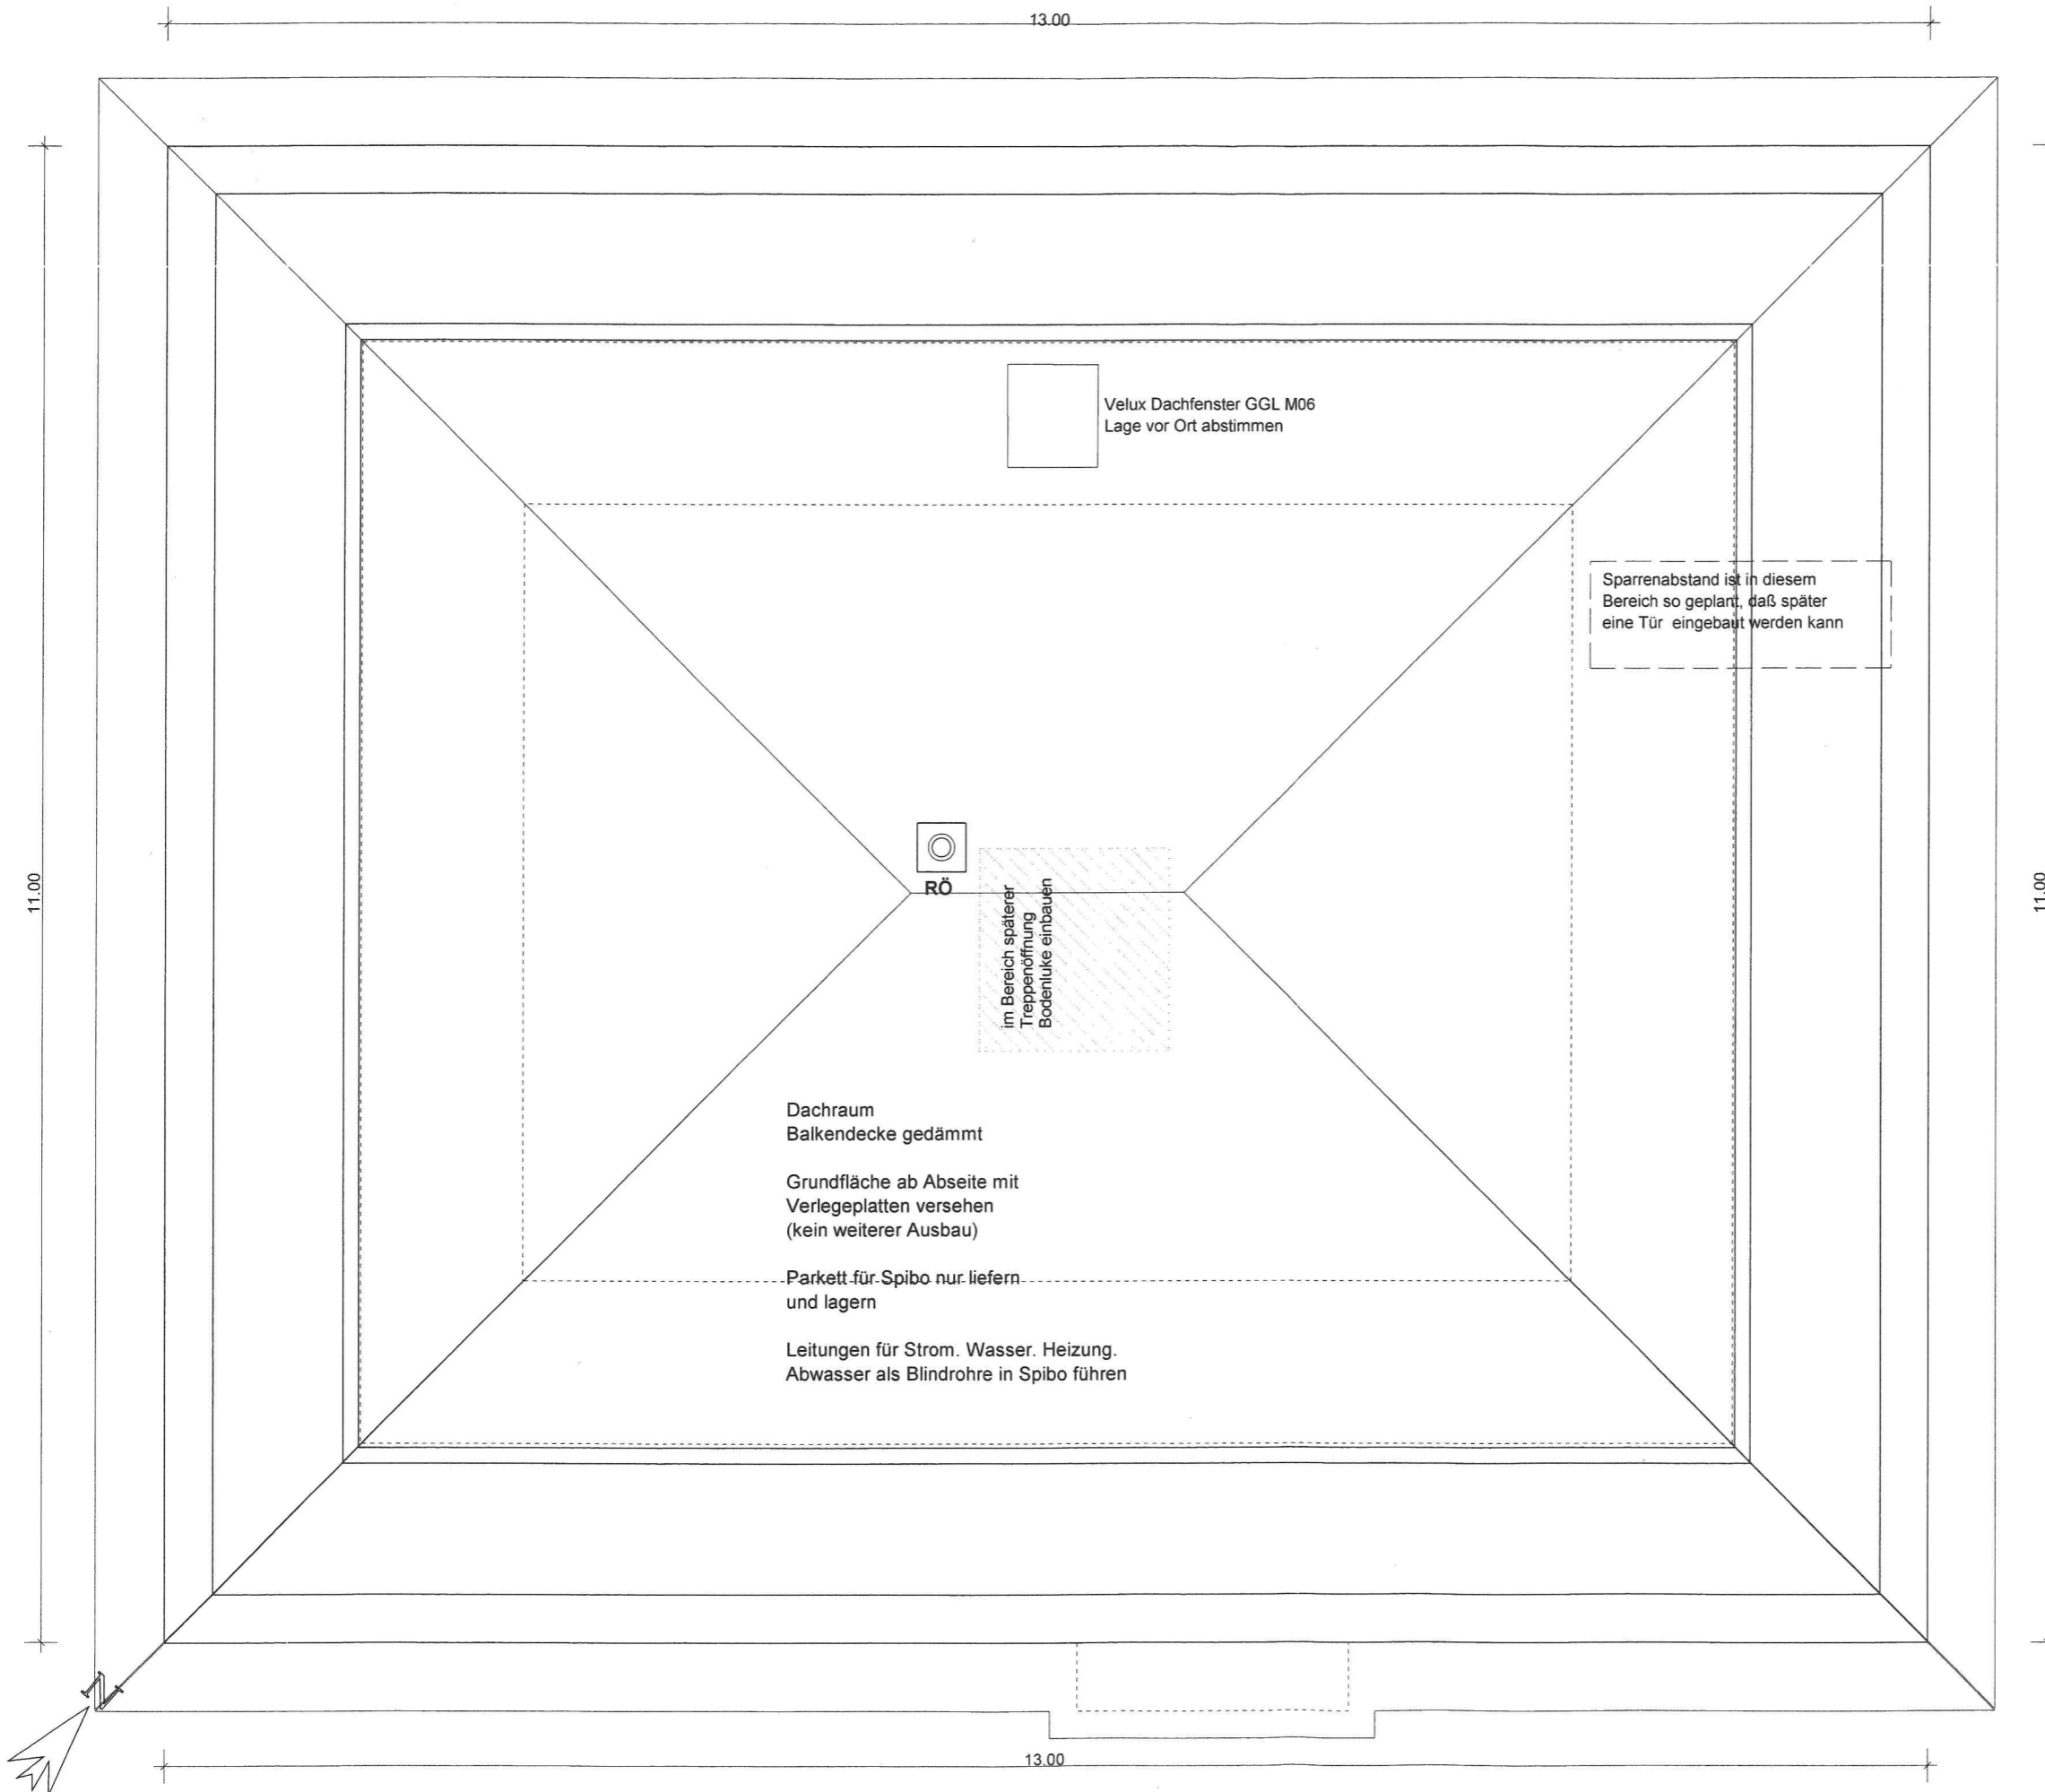 13.00
Velux Dachfenster GGL M06
Lage vor Ort abstimmen
Sparrenabstand ist in diesem
Bereich so geplant, daß später
eine Tür eingebaut werden kann
11.00
11.00
RÖ
im Bereich späterer
Treppenöffnung
Bodenluke einbauen
Dachraum
Balkendecke gedämmt
Grundfläche ab Abseite mit
Verlegeplatten versehen
(kein weiterer Ausbau)
Parkett für Spibo nur liefern
und lagern
Leitungen für Strom. Wasser. Heizung.
Abwasser als Blindrohre in Spibo führen
N
13.00